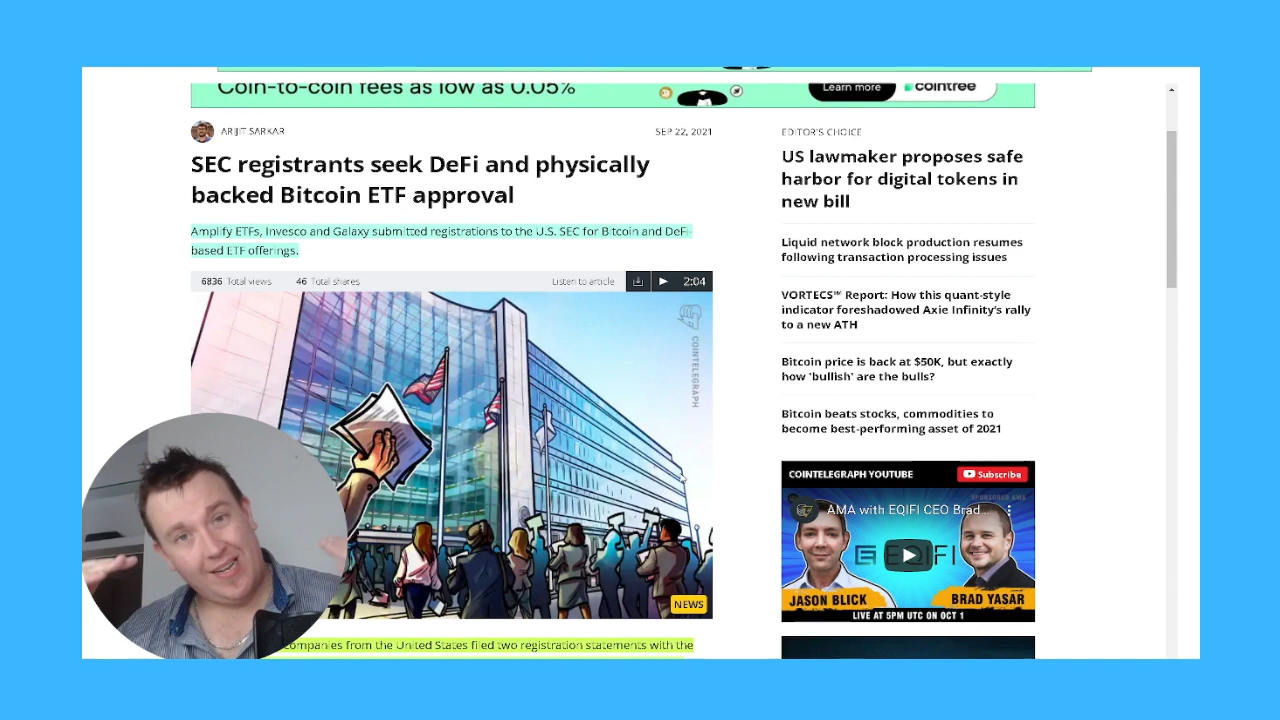 Coin-to-coin fees as low as 0.05%
Learn more
cointree
ARIJIT SARKAR
SEP 22, 2021
SEC registrants seek DeFi and physically
backed Bitcoin ETF approval
Amplify ETFs, Invesco and Galaxy submitted registrations to the U.S. SEC for Bitcoin and DeFi-
based ETF offerings.
6836 Total views
46 Total shares
Listen to article
2:04
COINTELEGRAPH
NEWS
companies from the United States filed two registration statements with the
EDITOR'S CHOICE
US lawmaker proposes safe
harbor for digital tokens in
new bill
Liquid network block production resumes
following transaction processing issues
VORTECS™ Report: How this quant-style
indicator foreshadowed Axie Infinity's rally
to a new ATH
Bitcoin price is back at $50K, but exactly
how 'bullish' are the bulls?
Bitcoin beats stocks, commodities to
become best-performing asset of 2021
COINTELEGRAPH YOUTUBE
Subscribe
SPONSORED AMA
AMA with EQIFI CEO Brad...
EQIFI
JASON BLICK
BRAD YASAR
LIVE AT 5PM UTC ON OCT 1